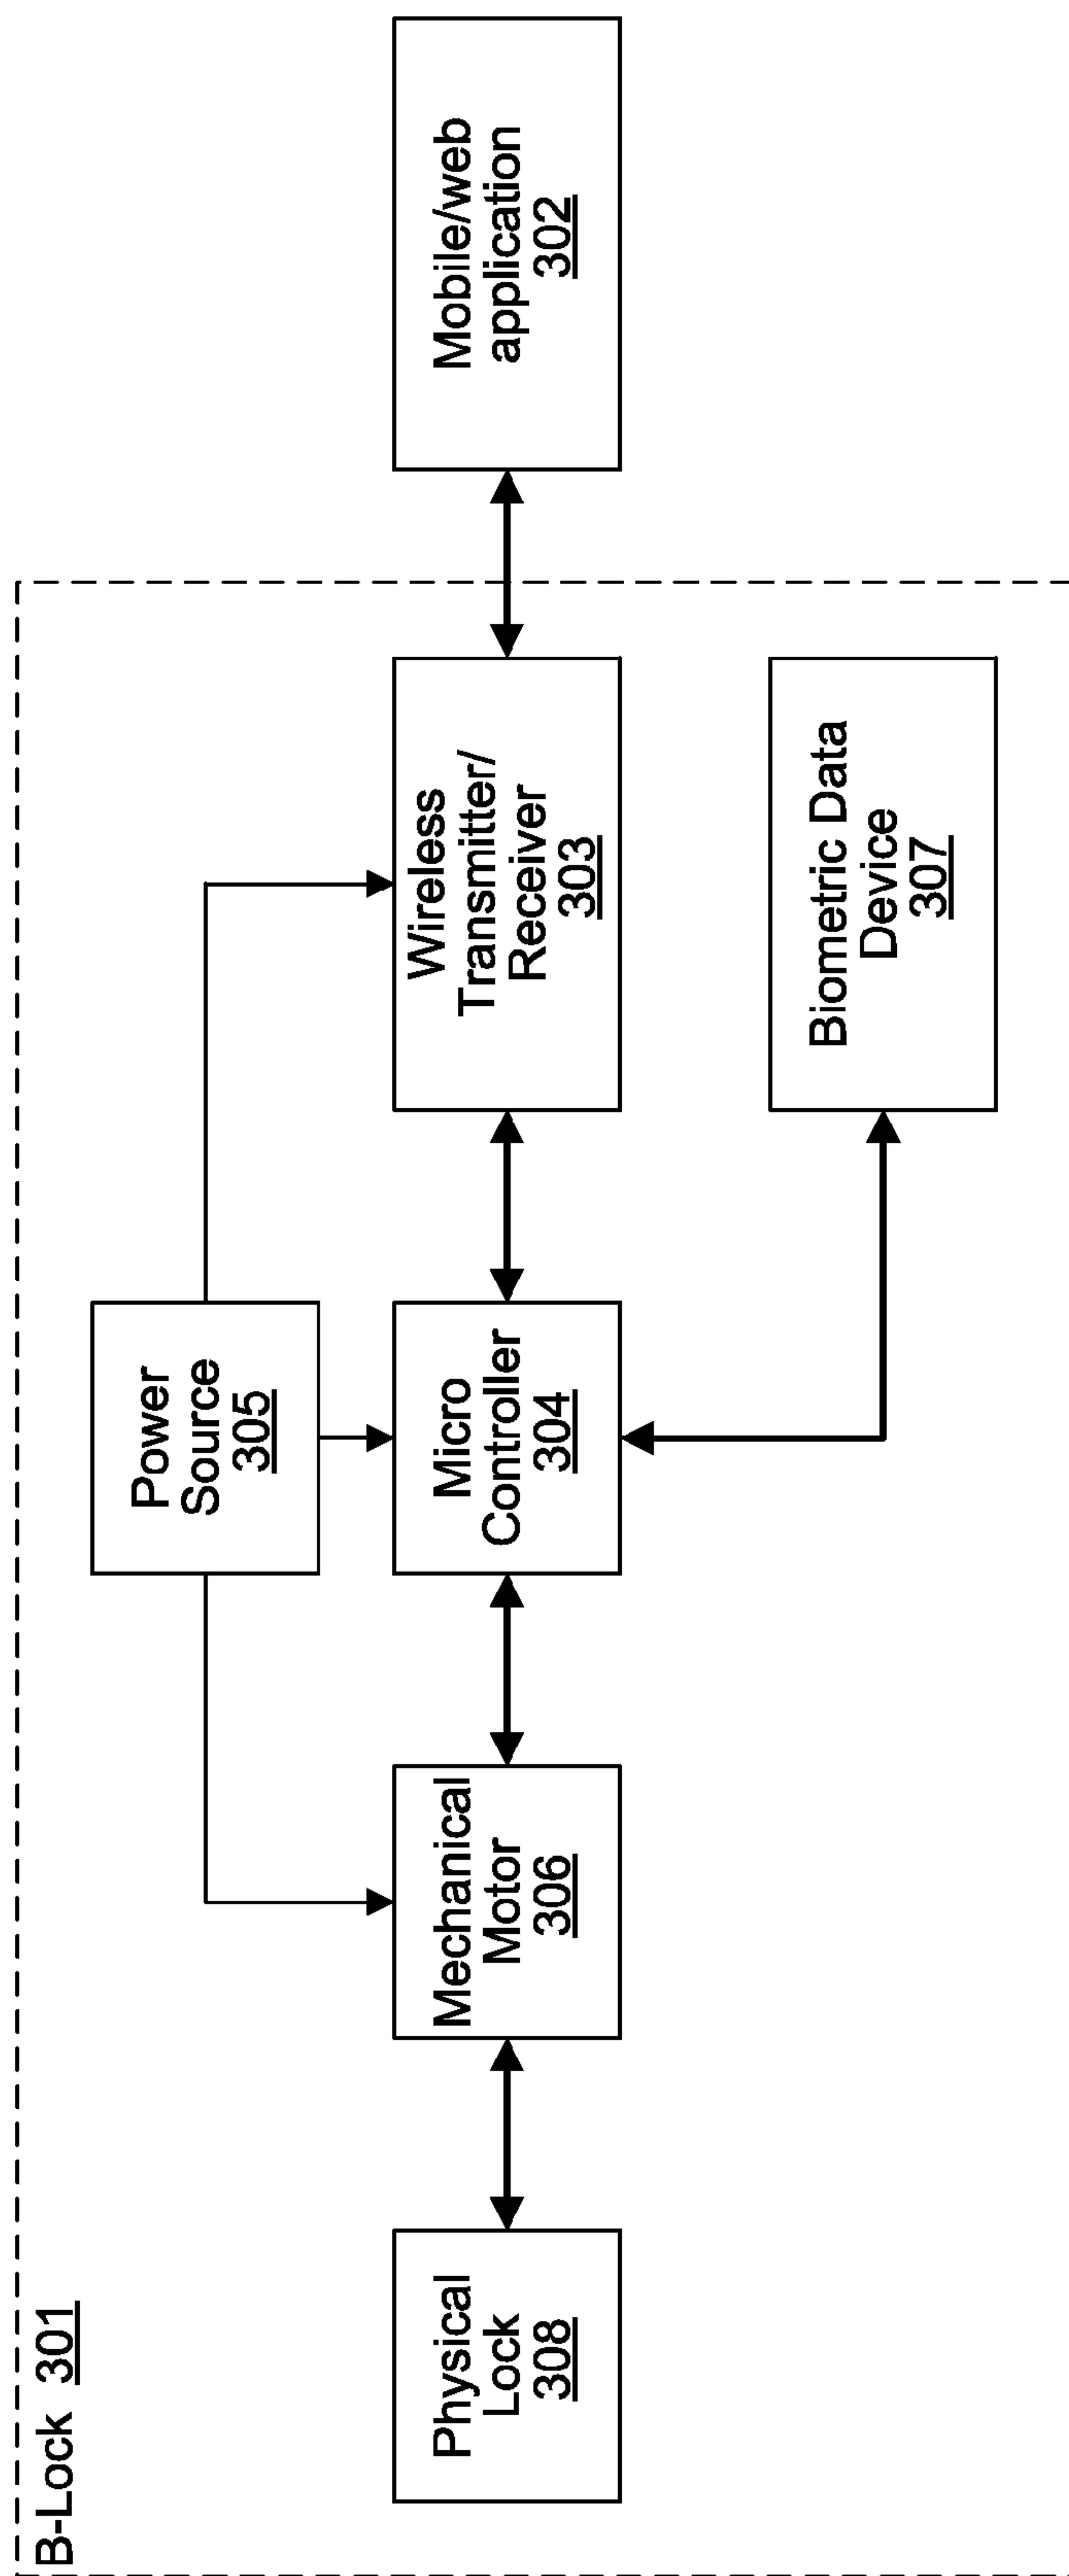 B-Lock 301
Power
Source
305
Physical
Lock
308
Mechanical
Motor
306
Micro
Controller
304
Wireless
Transmitter/
Receiver
303
Mobile/web
application
302
Biometric Data
Device
307